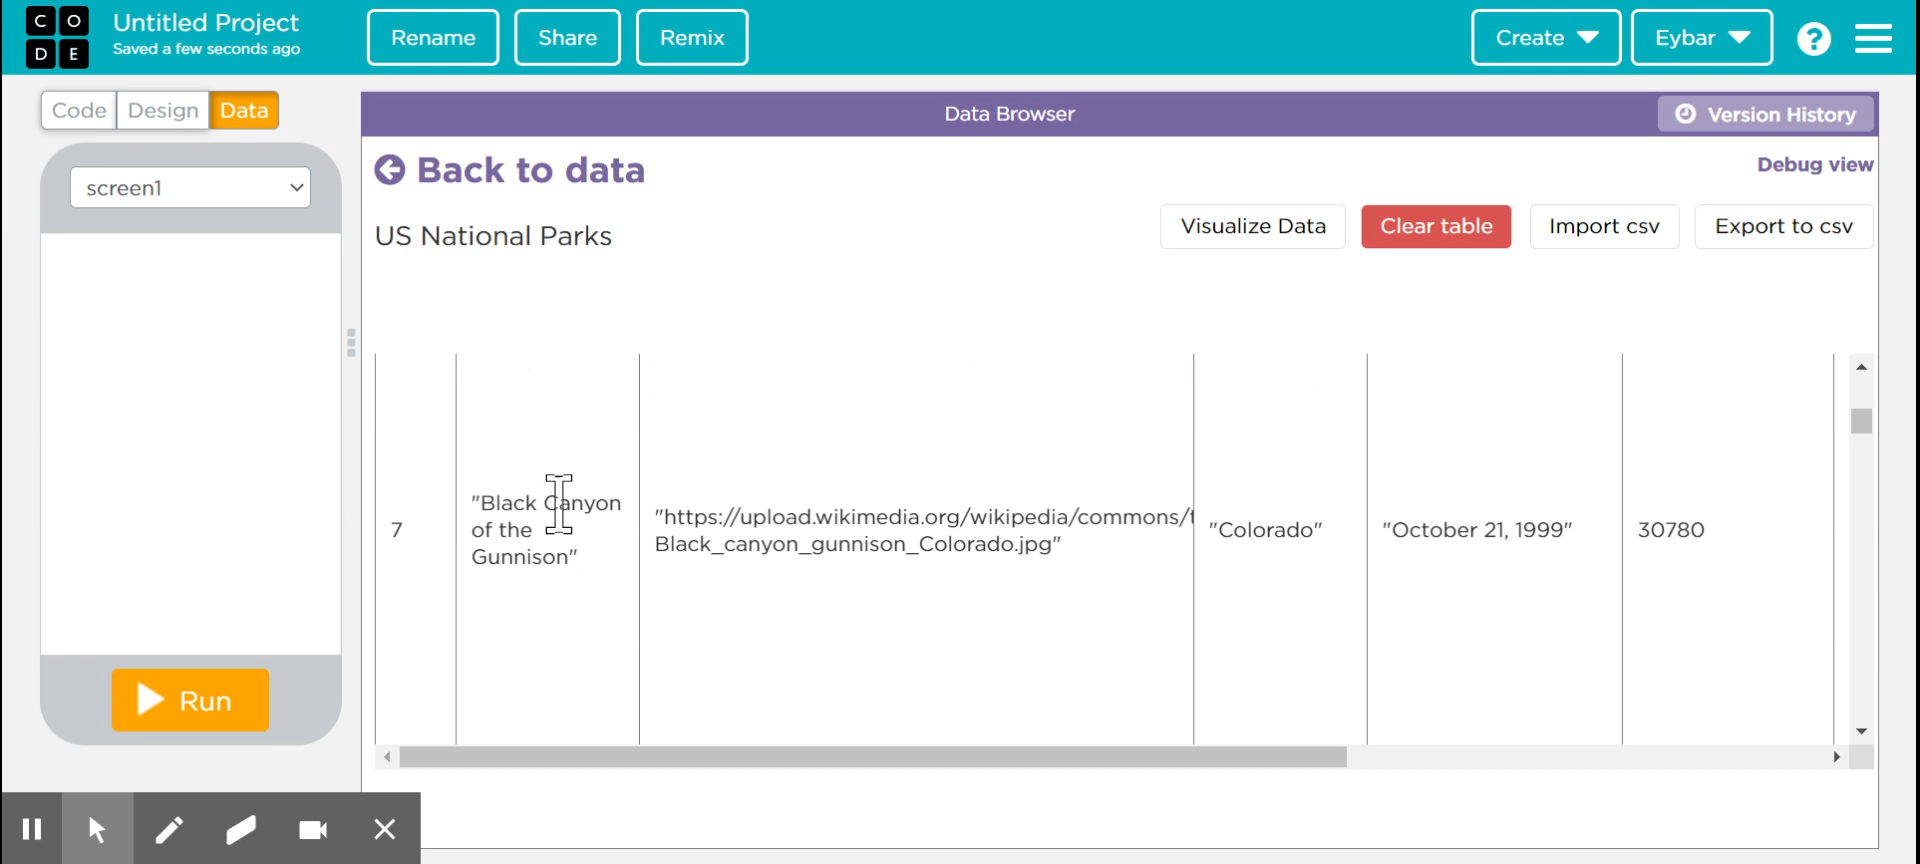 C O
D E
Untitled Project
Saved a few seconds ago
Rename
Share
Remix
Create
Eybar
?
Code
Design
Data
Data Browser
Version History
screen1
Back to data
Debug view
US National Parks
Visualize Data
Clear table
Import csv
Export to csv
7
"Black Canyon
of the
Gunnison"
"https://upload.wikimedia.org/wikipedia/commons/t
Black_canyon_gunnison_Colorado.jpg"
"Colorado"
"October 21, 1999"
30780
Run